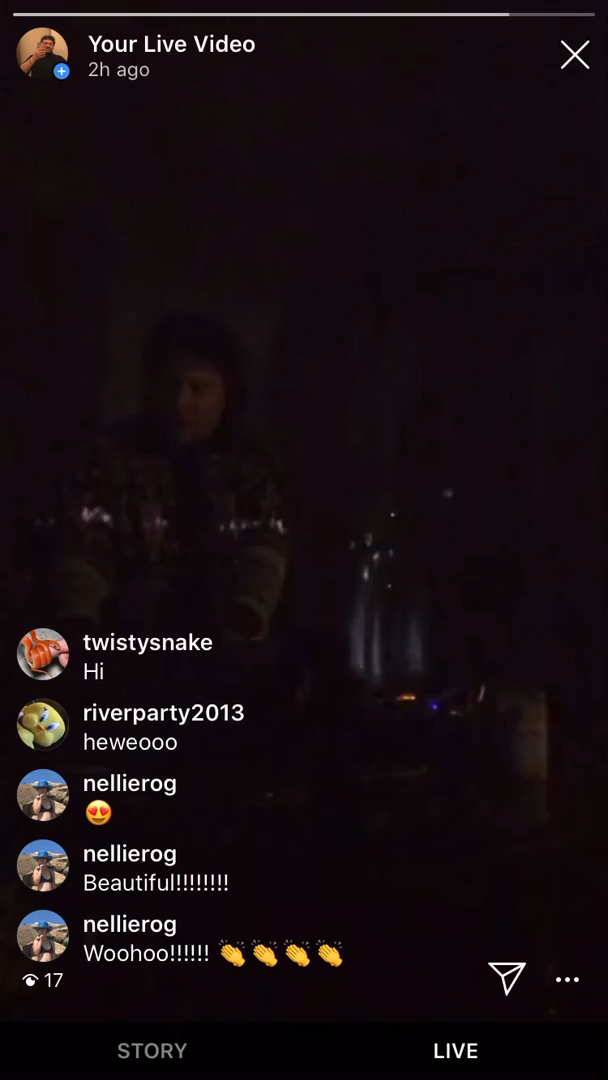 Your Live Video
2h ago
twistysnake
Hi
riverparty2013
heweooo
nellierog
😍
nellierog
Beautiful!!!!!!!!
nellierog
Woohoo!!!!!! 👏👏👏👏
17
STORY LIVE